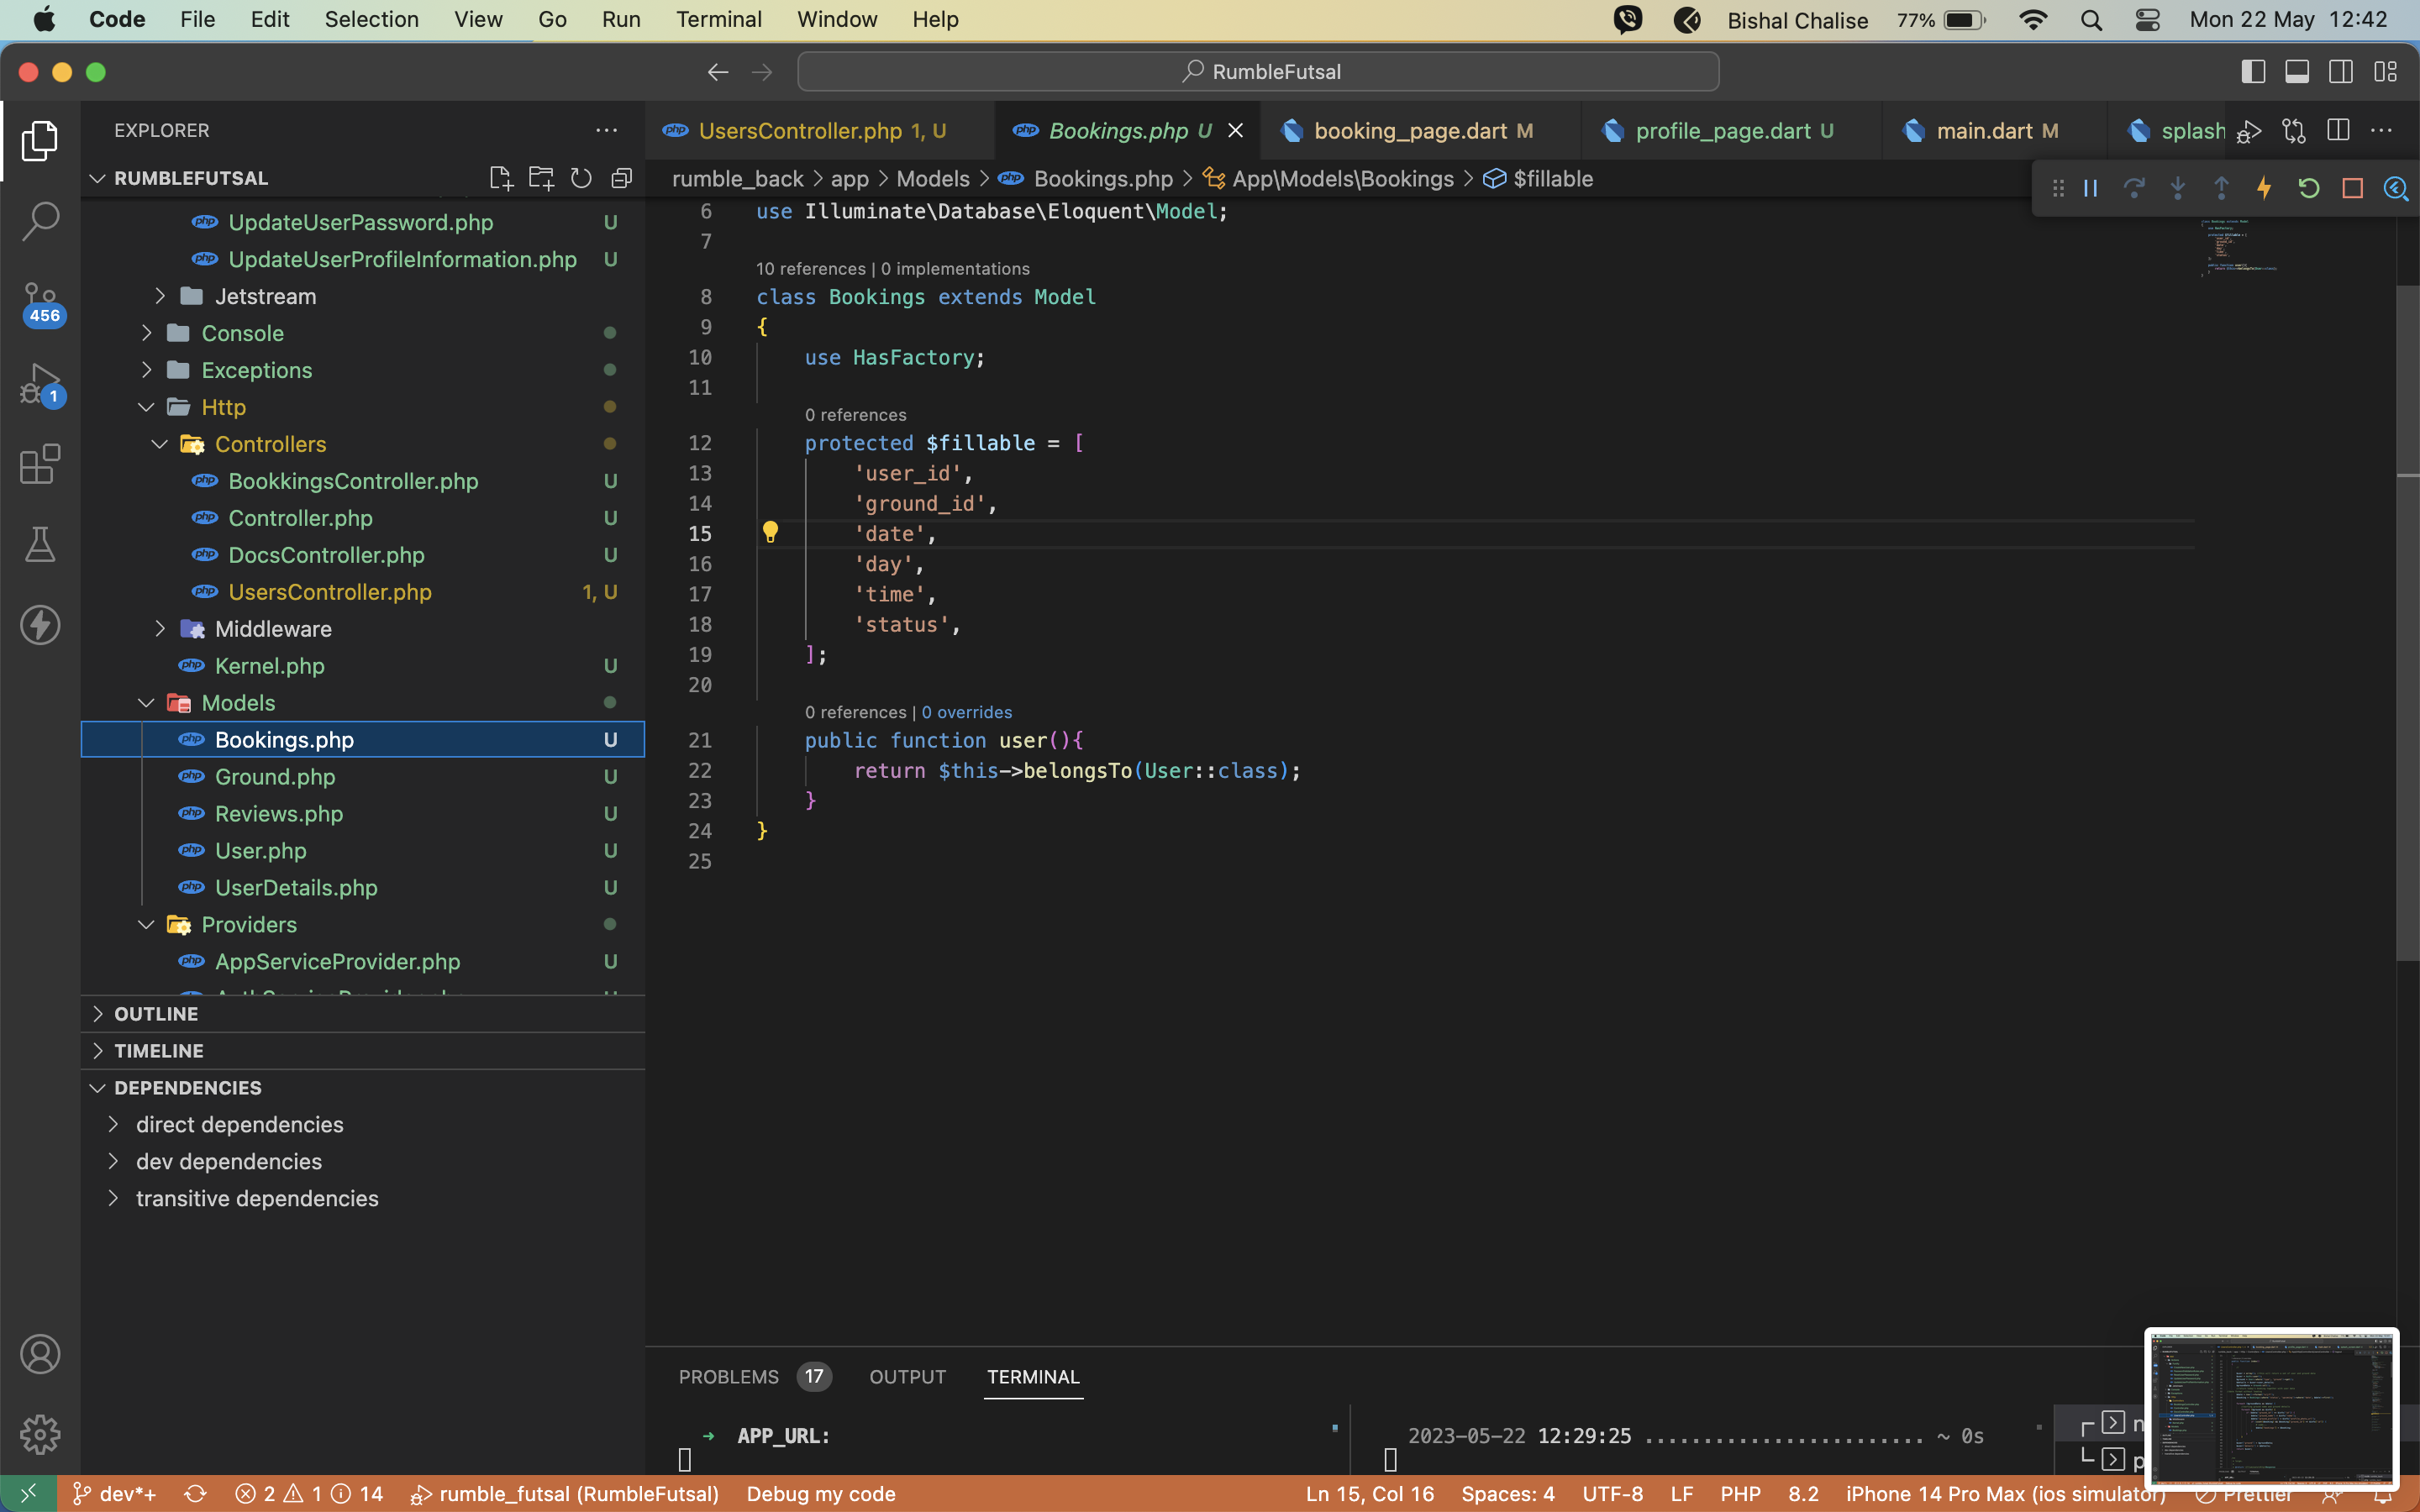 Code File Edit Selection View Go Run Terminal Window Help Bishal Chalise 77% Mon 22 May 12:42
RumbleFutsal
EXPLORER
RUMBLEFUTSAL
UpdateUserPassword.php U
UpdateUserProfileInformation.php U
Jetstream
Console
Exceptions
Http
Controllers
BookkingsController.php U
Controller.php U
DocsController.php U
UsersController.php 1, U
Middleware
Kernel.php U
Models
Bookings.php U
Ground.php U
Reviews.php U
User.php U
UserDetails.php U
Providers
AppServiceProvider.php U
OUTLINE
TIMELINE
DEPENDENCIES
direct dependencies
dev dependencies
transitive dependencies
456
1
UsersController.php 1, U Bookings.php U booking_page.dart M profile_page.dart U main.dart M splash
rumble_back > app > Models > Bookings.php > App\Models\Bookings > $fillable
6 use Illuminate\Database\Eloquent\Model;
7
10 references | 0 implementations
8 class Bookings extends Model
9 {
10 use HasFactory;
11
0 references
12 protected $fillable = [
13 'user_id',
14 'ground_id',
15 'date',
16 'day',
17 'time',
18 'status',
19 ];
20
0 references | 0 overrides
21 public function user(){
22 return $this->belongsTo(User::class);
23 }
24 }
25
PROBLEMS 17 OUTPUT TERMINAL
➜ APP_URL:
2023-05-22 12:29:25 ....................... ~ 0s
dev*+ 2 1 14 rumble_futsal (RumbleFutsal) Debug my code Ln 15, Col 16 Spaces: 4 UTF-8 LF PHP 8.2 iPhone 14 Pro Max (ios simulator) Prettier